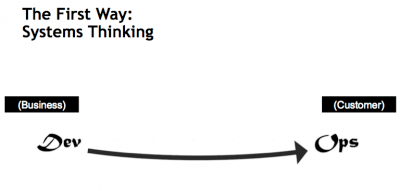 The First Way:
Systems Thinking
(Business)
(Customer)
Dev
Ops